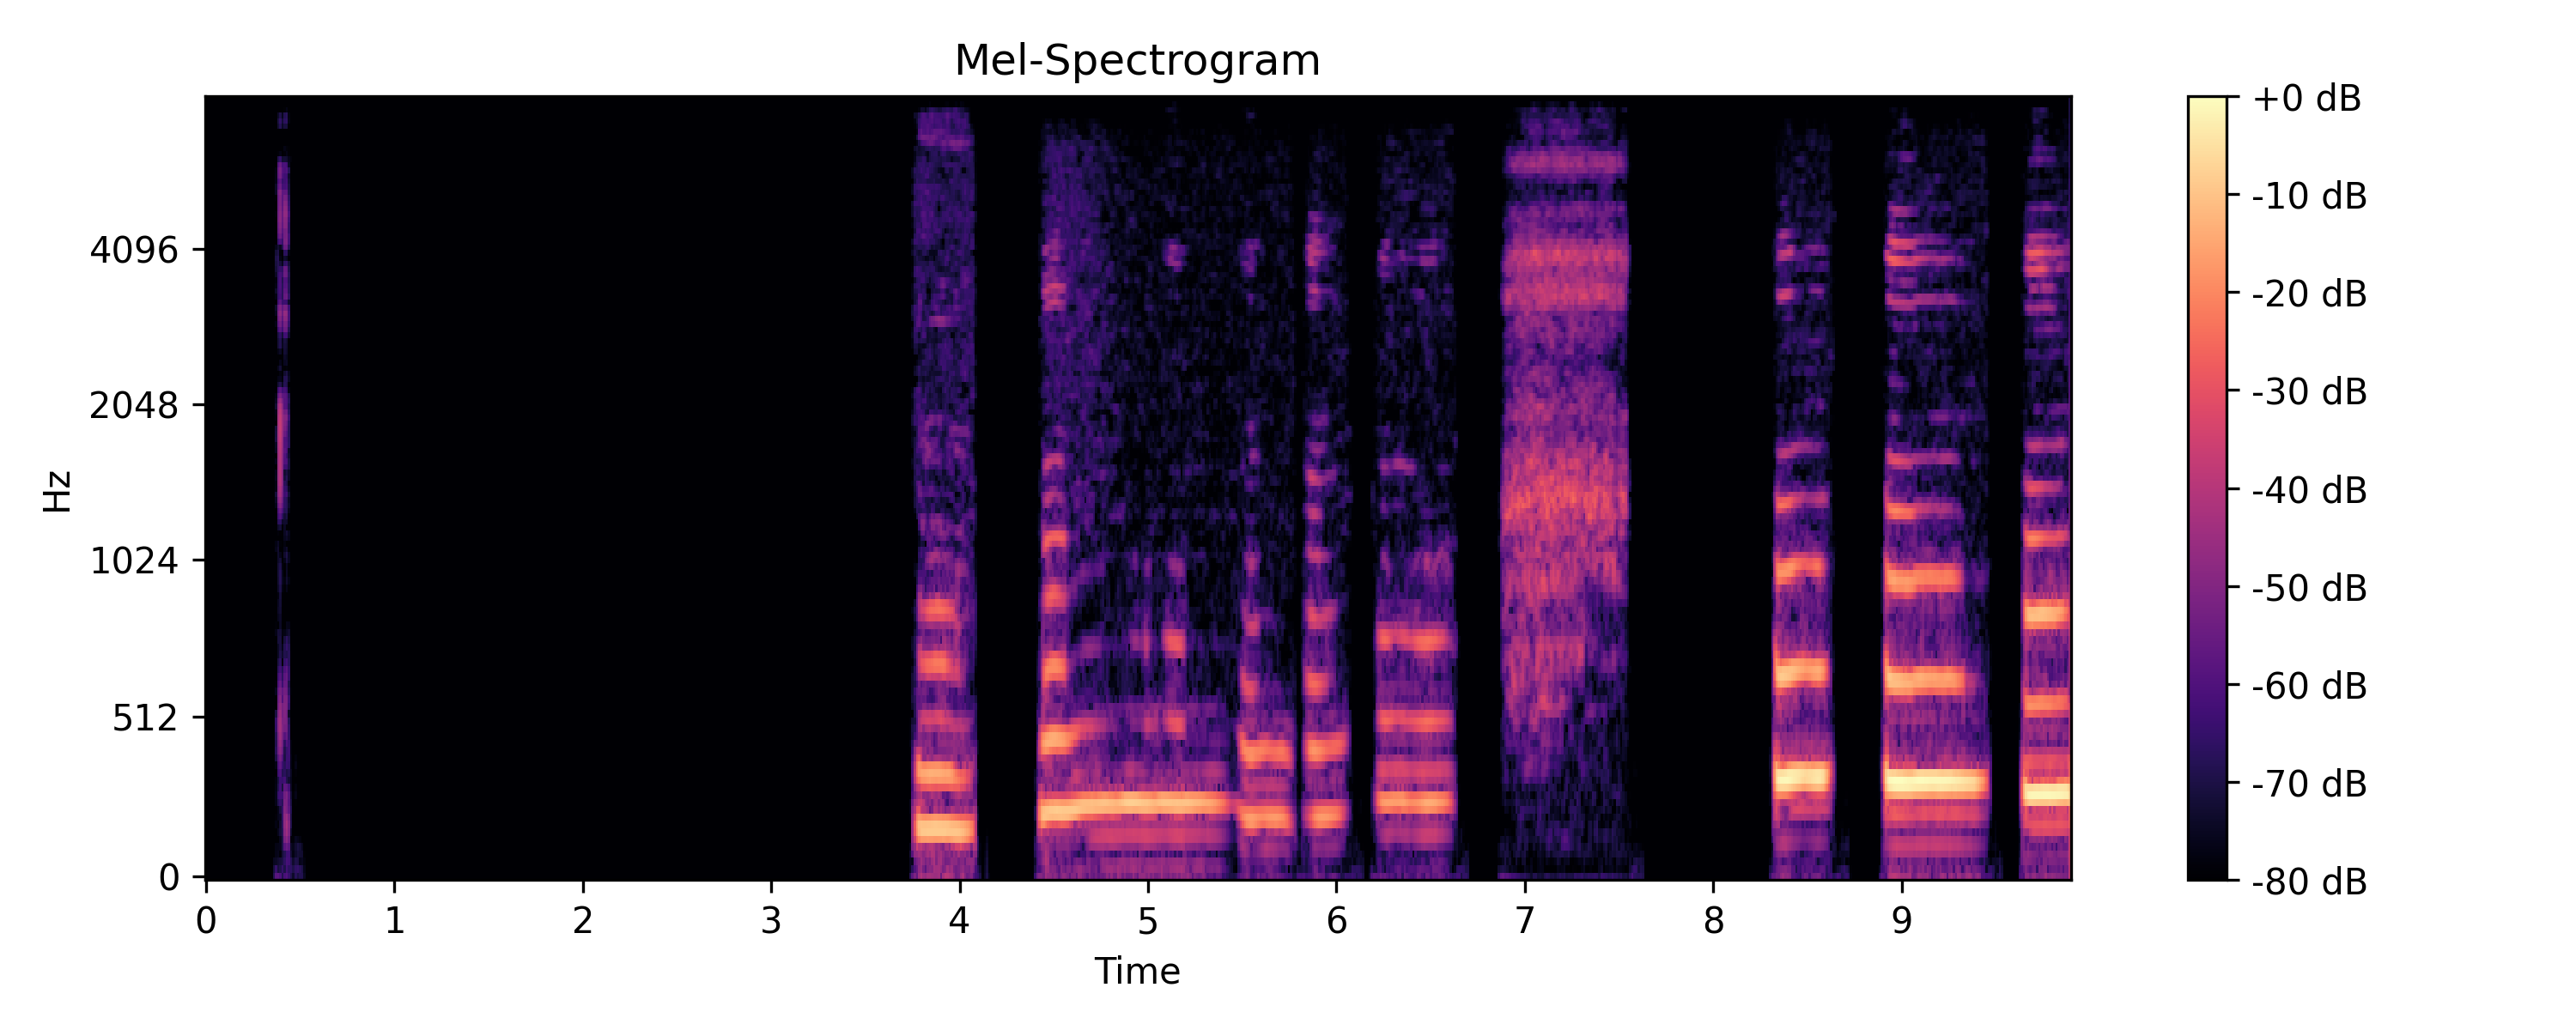 Mel-Spectrogram
+0 dB
-10 dB
-20 dB
-30 dB
-40 dB
-50 dB
-60 dB
-70 dB
-80 dB
Hz
4096
2048
1024
512
0
0 1 2 3 4 5 6 7 8 9
Time